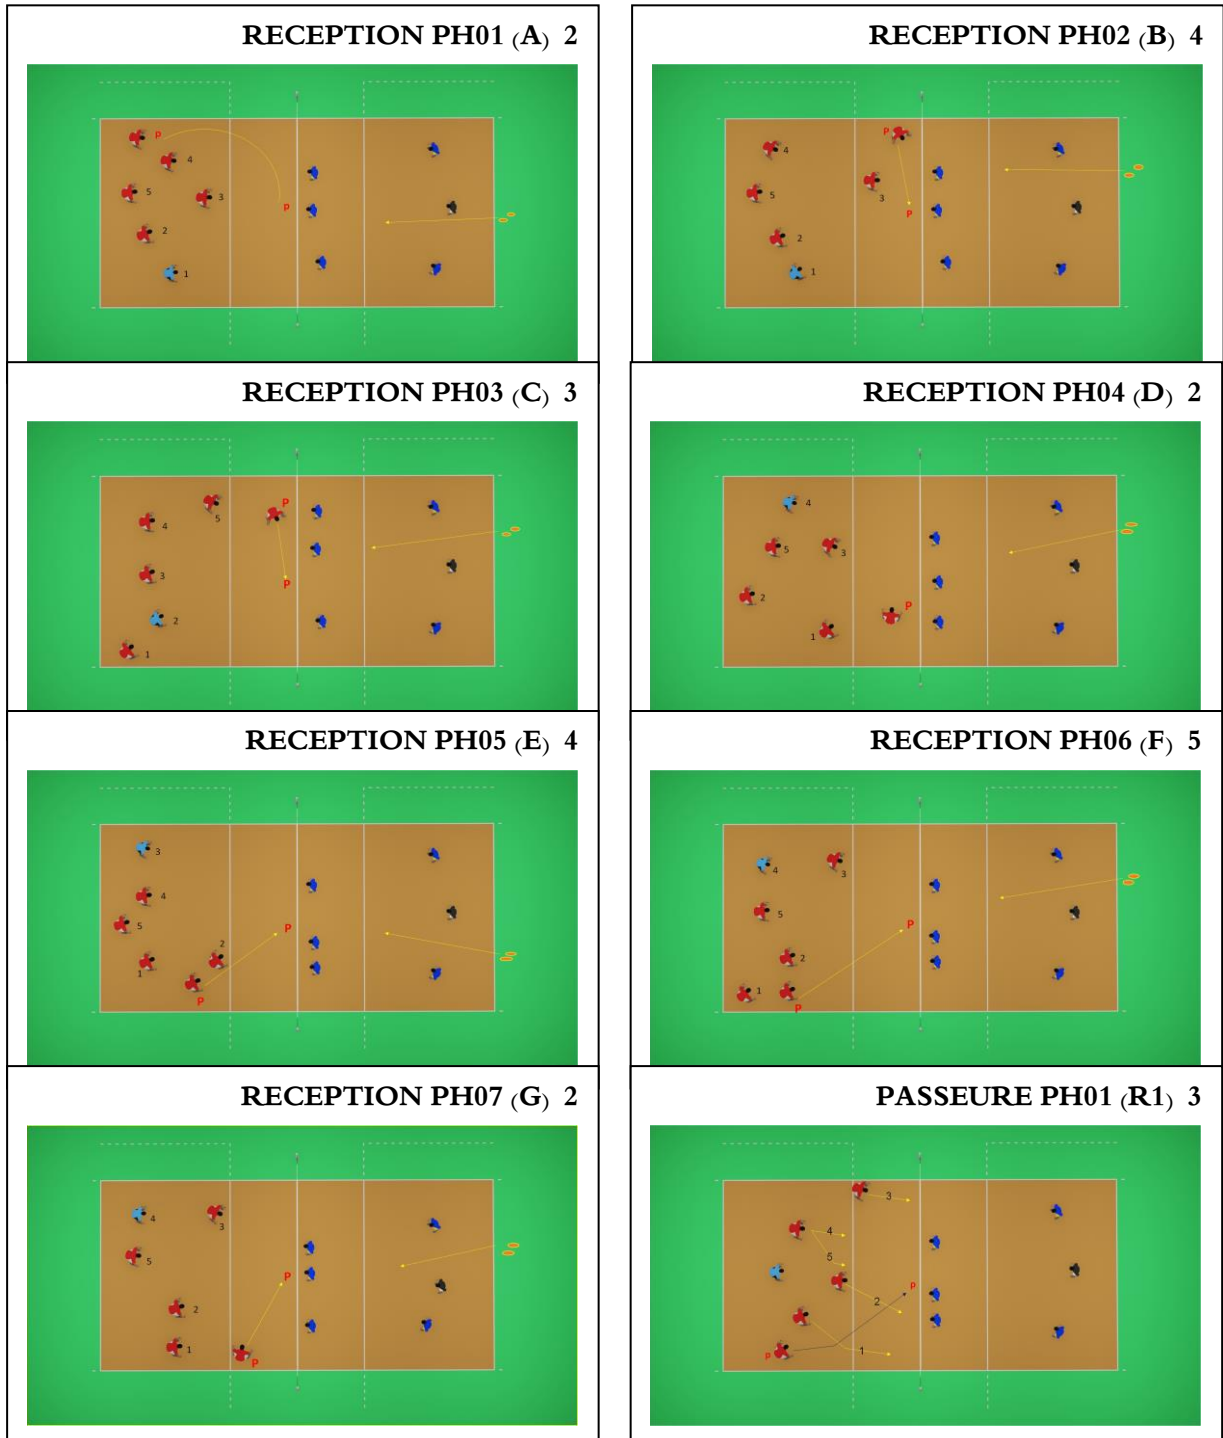 RECEPTION PH01 (A) 2
p
4
5
3
p
2
1
RECEPTION PH02 (B) 4
P
4
3
5
P
2
1
RECEPTION PH03 (C) 3
P
5
4
3
P
2
1
RECEPTION PH04 (D) 2
4
5
3
2
P
1
RECEPTION PH05 (E) 4
3
4
5
P
2
1
P
RECEPTION PH06 (F) 5
4
3
5
P
2
1
P
RECEPTION PH07 (G) 2
4
3
5
P
2
1
P
PASSEURE PH01 (R1) 3
3
4
5
p
2
1
p